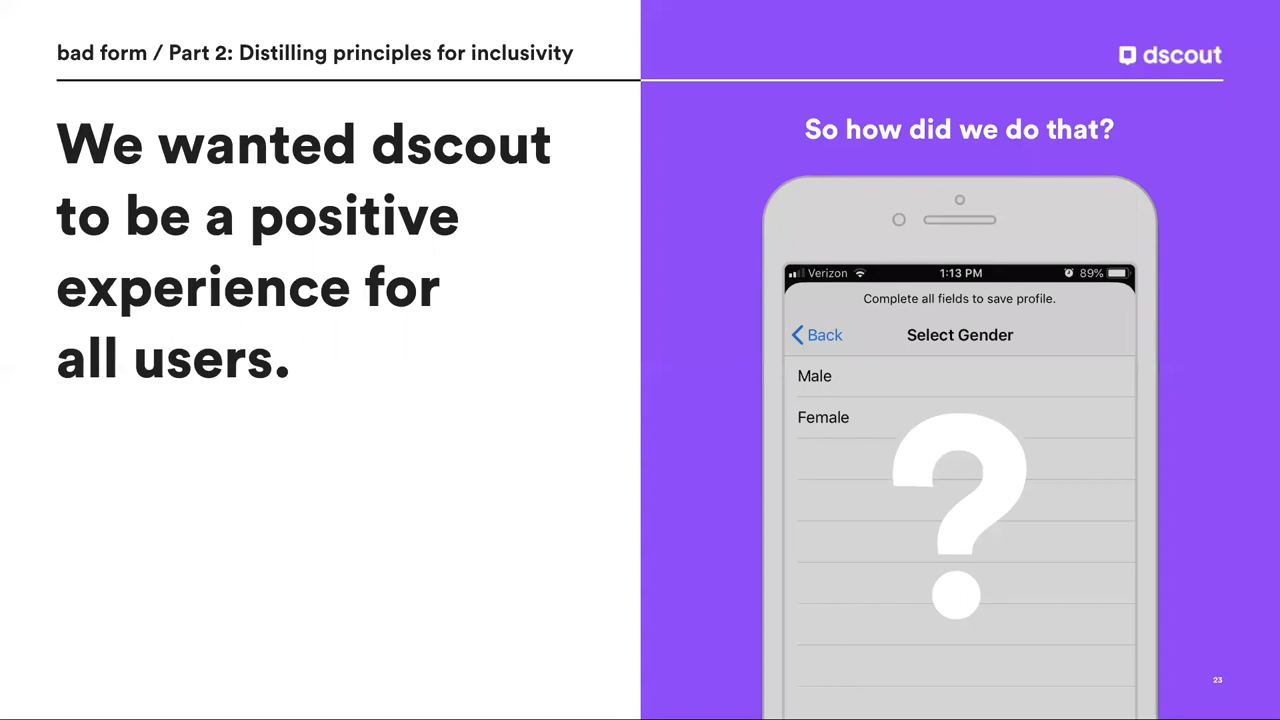 bad form / Part 2: Distilling principles for inclusivity
We wanted dscout
to be a positive
experience for
all users.
dscout
So how did we do that?
Verizon 1:13 PM 89%
Complete all fields to save profile.
Back Select Gender
Male
Female
?
23